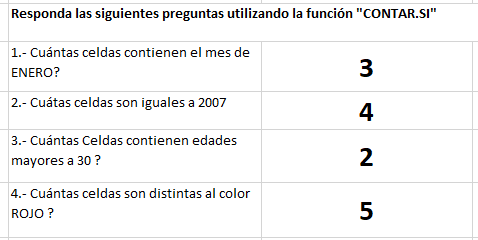 Responda las siguientes preguntas utilizando la función "CONTAR.SI"
1.- Cuántas celdas contienen el mes de
ENERO?
3
2.- Cuátas celdas son iguales a 2007
4
3.- Cuántas Celdas contienen edades
mayores a 30 ?
2
4.- Cuántas celdas son distintas al color
ROJO ?
5